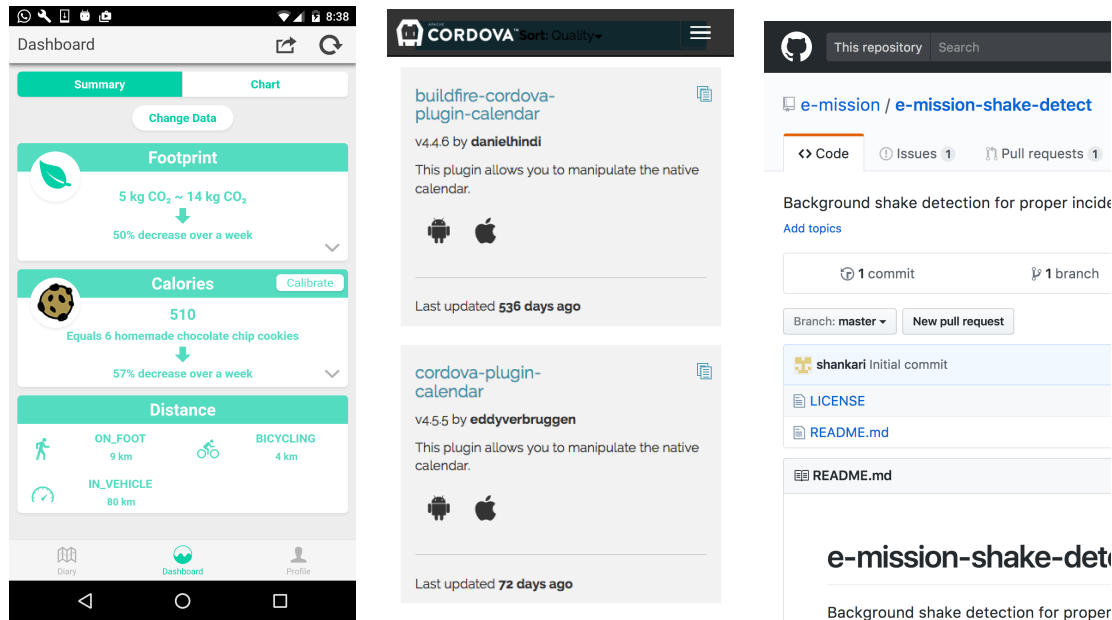 8:38
Dashboard
Summary
Chart
Change Data
Footprint
5 kg CO₂ ~ 14 kg CO₂
50% decrease over a week
Calories
Calibrate
510
Equals 6 homemade chocolate chip cookies
57% decrease over a week
Distance
ON_FOOT
9 km
BICYCLING
4 km
IN_VEHICLE
80 km
Diary
Dashboard
Profile
APACHE
CORDOVA™
Sort: Quality
buildfire-cordova-
plugin-calendar
v4.4.6 by danielhindi
This plugin allows you to manipulate the native
calendar.
Last updated 536 days ago
cordova-plugin-
calendar
v4.5.5 by eddyverbruggen
This plugin allows you to manipulate the native
calendar.
Last updated 72 days ago
This repository Search
e-mission / e-mission-shake-detect
Code
Issues 1
Pull requests 1
Background shake detection for proper incide
Add topics
1 commit
1 branch
Branch: master
New pull request
shankari Initial commit
LICENSE
README.md
README.md
e-mission-shake-dete
Background shake detection for proper